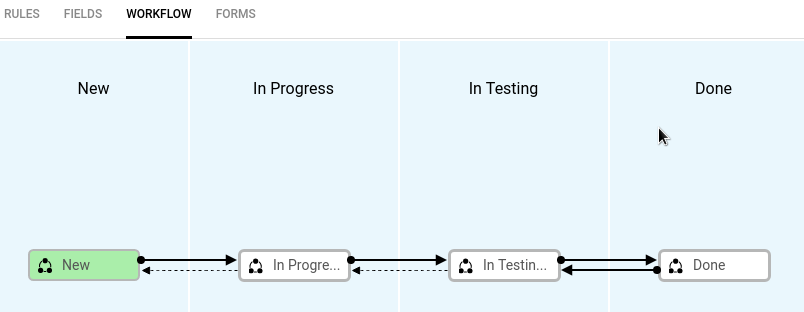 RULES FIELDS WORKFLOW FORMS
New In Progress In Testing Done
New In Progre... In Testin... Done